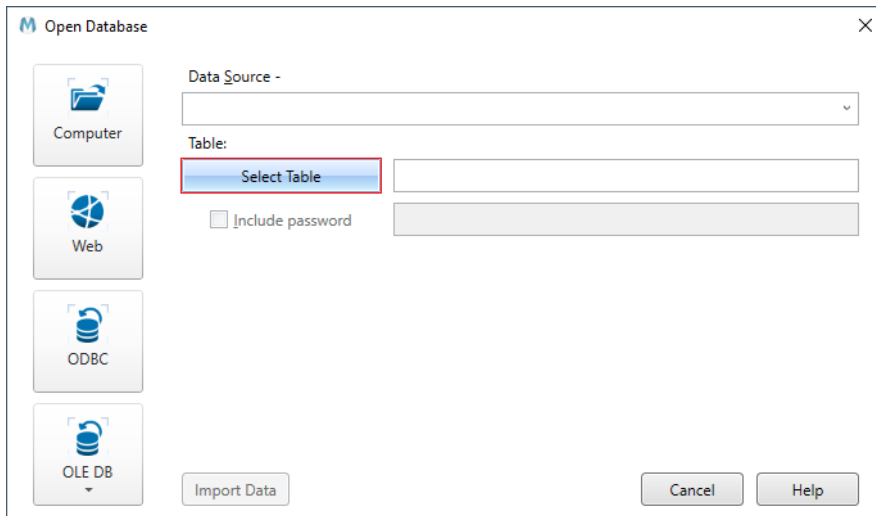 Open Database
Computer
Web
ODBC
OLE DB
Data Source -
Table:
Select Table
Include password
Import Data
Cancel
Help